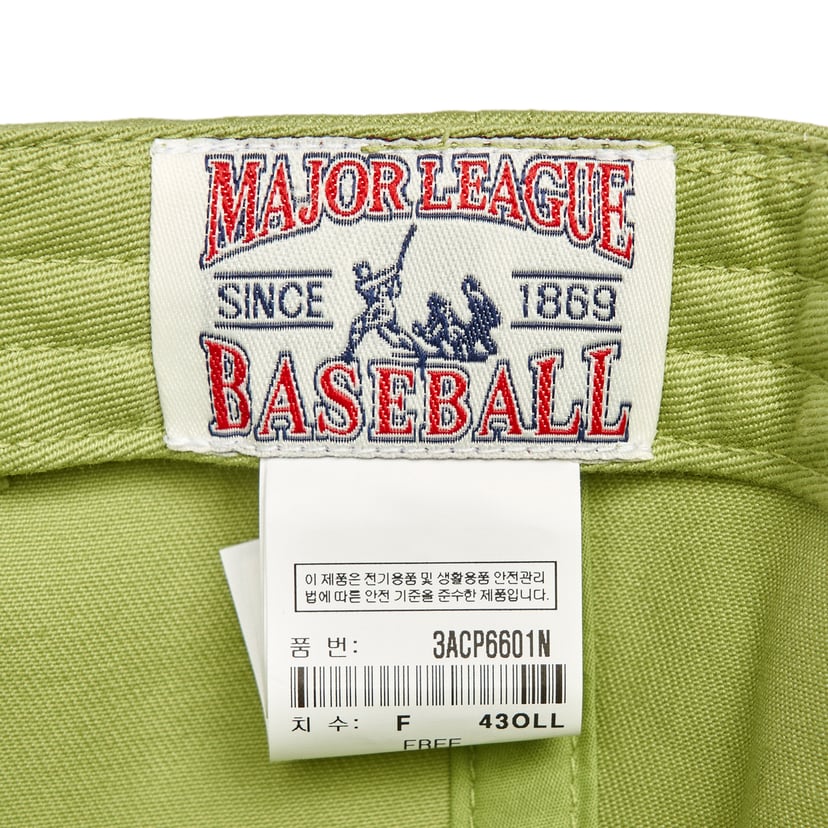 MAJOR LEAGUE
SINCE 1869
BASEBALL
이 제품은 전기용품 및 생활용품 안전관리
법에 따른 안전 기준을 준수한 제품입니다.
품 번: 3ACP6601N
치 수: F 43OLL
FREE